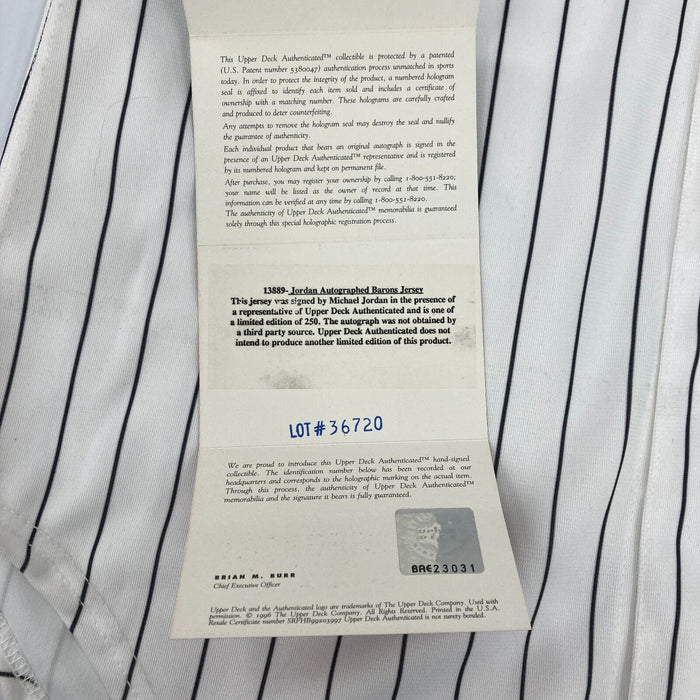 This Upper Deck Authenticated™ collectible is protected by a patented
(U.S. Patent number 5380047) authentication process unmatched in sports
today. In order to protect the integrity of the product, a numbered hologram
seal is affixed to identify each item sold and includes a certificate of
ownership with a matching number. These holograms are carefully crafted
and produced to deter counterfeiting.
Any attempts to remove the hologram seal may destroy the seal and nullify
the guarantee of authenticity.
Each individual product that bears an original autograph is signed in the
presence of an Upper Deck Authenticated™ representative and is registered
by its numbered hologram and kept on permanent file.
After purchase, you may register your ownership by calling 1-800-551-8220;
your name will be listed as the owner of record at that time. This
information can be verified at any time by calling 1-800-551-8220.
The authenticity of Upper Deck Authenticated™ memorabilia is guaranteed
solely through this special holographic registration process.
13889- Jordan Autographed Barons Jersey
This jersey was signed by Michael Jordan in the presence of
a representative of Upper Deck Authenticated and is one of
a limited edition of 250. The autograph was not obtained by
a third party source. Upper Deck Authenticated does not
intend to produce another limited edition of this product.
LOT # 36720
We are proud to introduce this Upper Deck Authenticated™ hand-signed
collectible. The identification number below has been recorded at our
headquarters and corresponds to the holographic marking on the actual item.
Through this process, the authenticity of Upper Deck Authenticated™
memorabilia and the signature it bears is fully guaranteed.
BAE23031
BRIAN M. BURR
Chief Executive Officer
Upper Deck and the Authenticated logo are trademarks of The Upper Deck Company. Used with
permission. © 1996 The Upper Deck Company. All Rights Reserved. Printed in the U.S.A.
Resale Certificate number SRFHB99203997 Upper Deck Authenticated is not surety bonded.